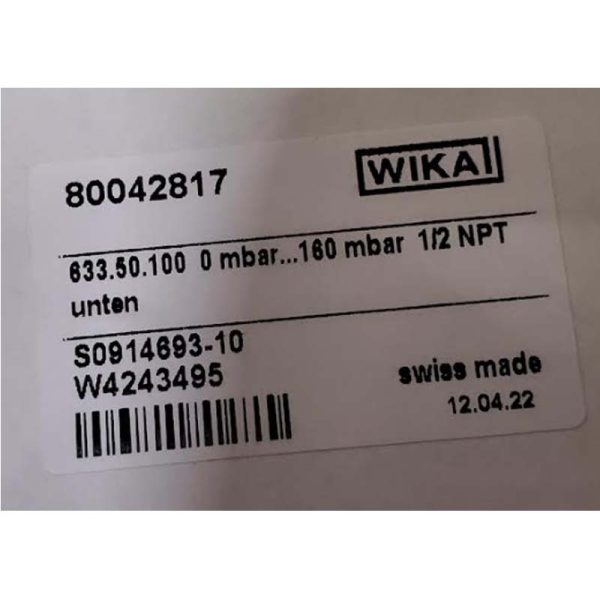 80042817
WIKA
633.50.100 0 mbar...160 mbar 1/2 NPT
unten
S0914693-10
W4243495
swiss made
12.04.22